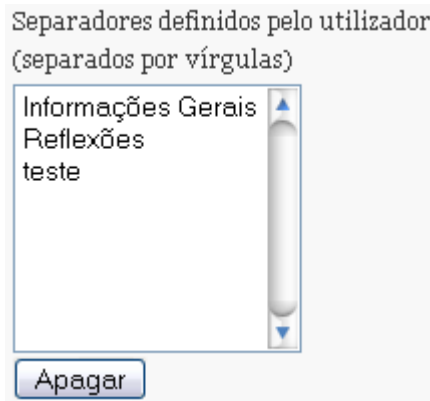 Separadores definidos pelo utilizador
(separados por vírgulas)
Informações Gerais
Reflexões
teste
Apagar